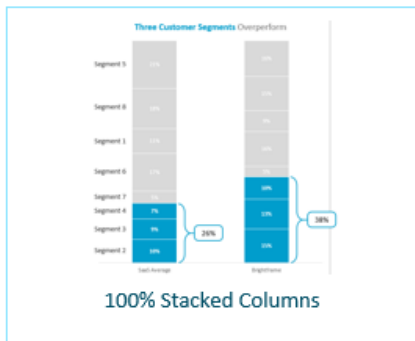 Three Customer Segments Overperform
Segment 5
Segment 8
Segment 1
Segment 6
Segment 7
Segment 4
Segment 3
Segment 2
7%
9%
10%
26%
10%
13%
15%
38%
SaaS Average
Brightframe
100% Stacked Columns